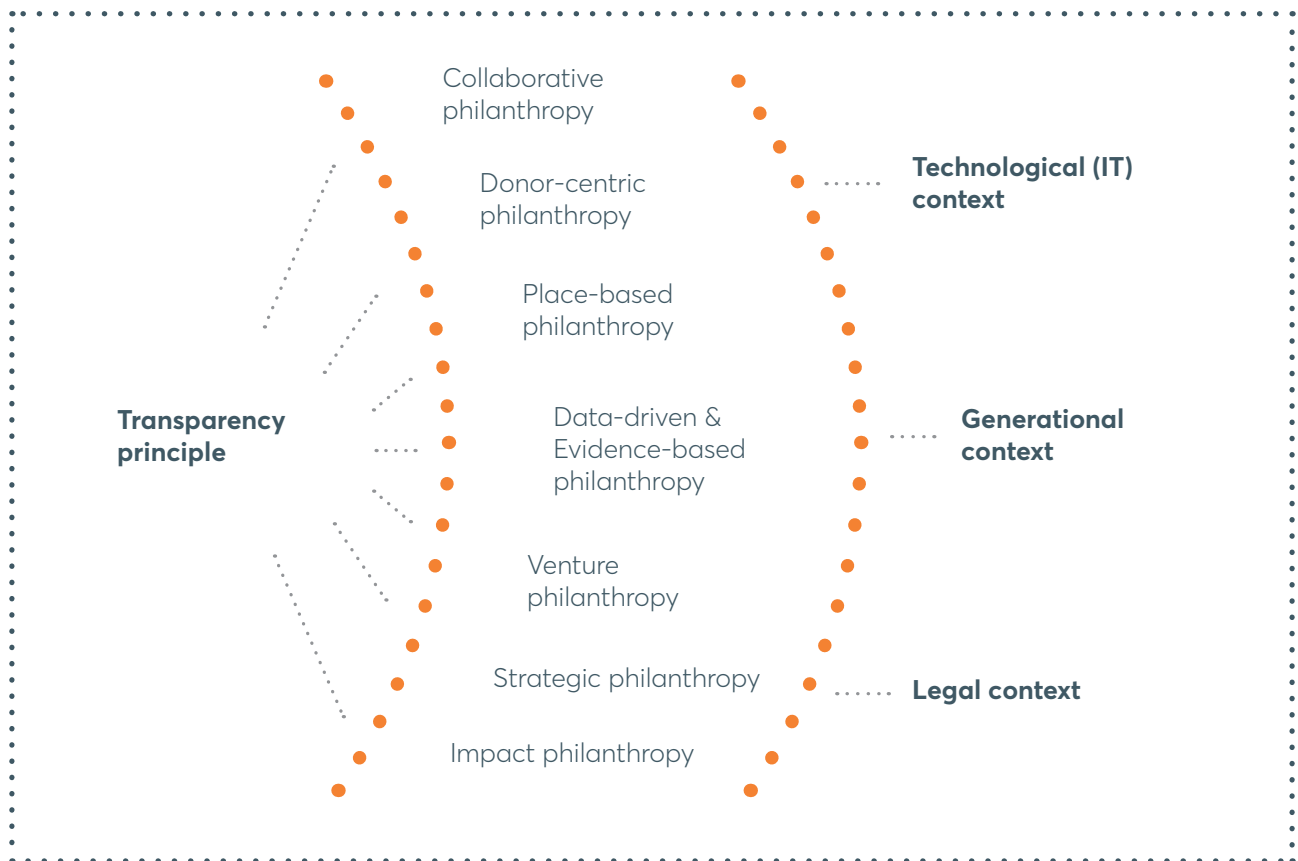 Collaborative
philanthropy
Donor-centric
philanthropy
Place-based
philanthropy
Data-driven &
Evidence-based
philanthropy
Venture
philanthropy
Strategic philanthropy
Impact philanthropy
Transparency
principle
Technological (IT)
context
Generational
context
Legal context